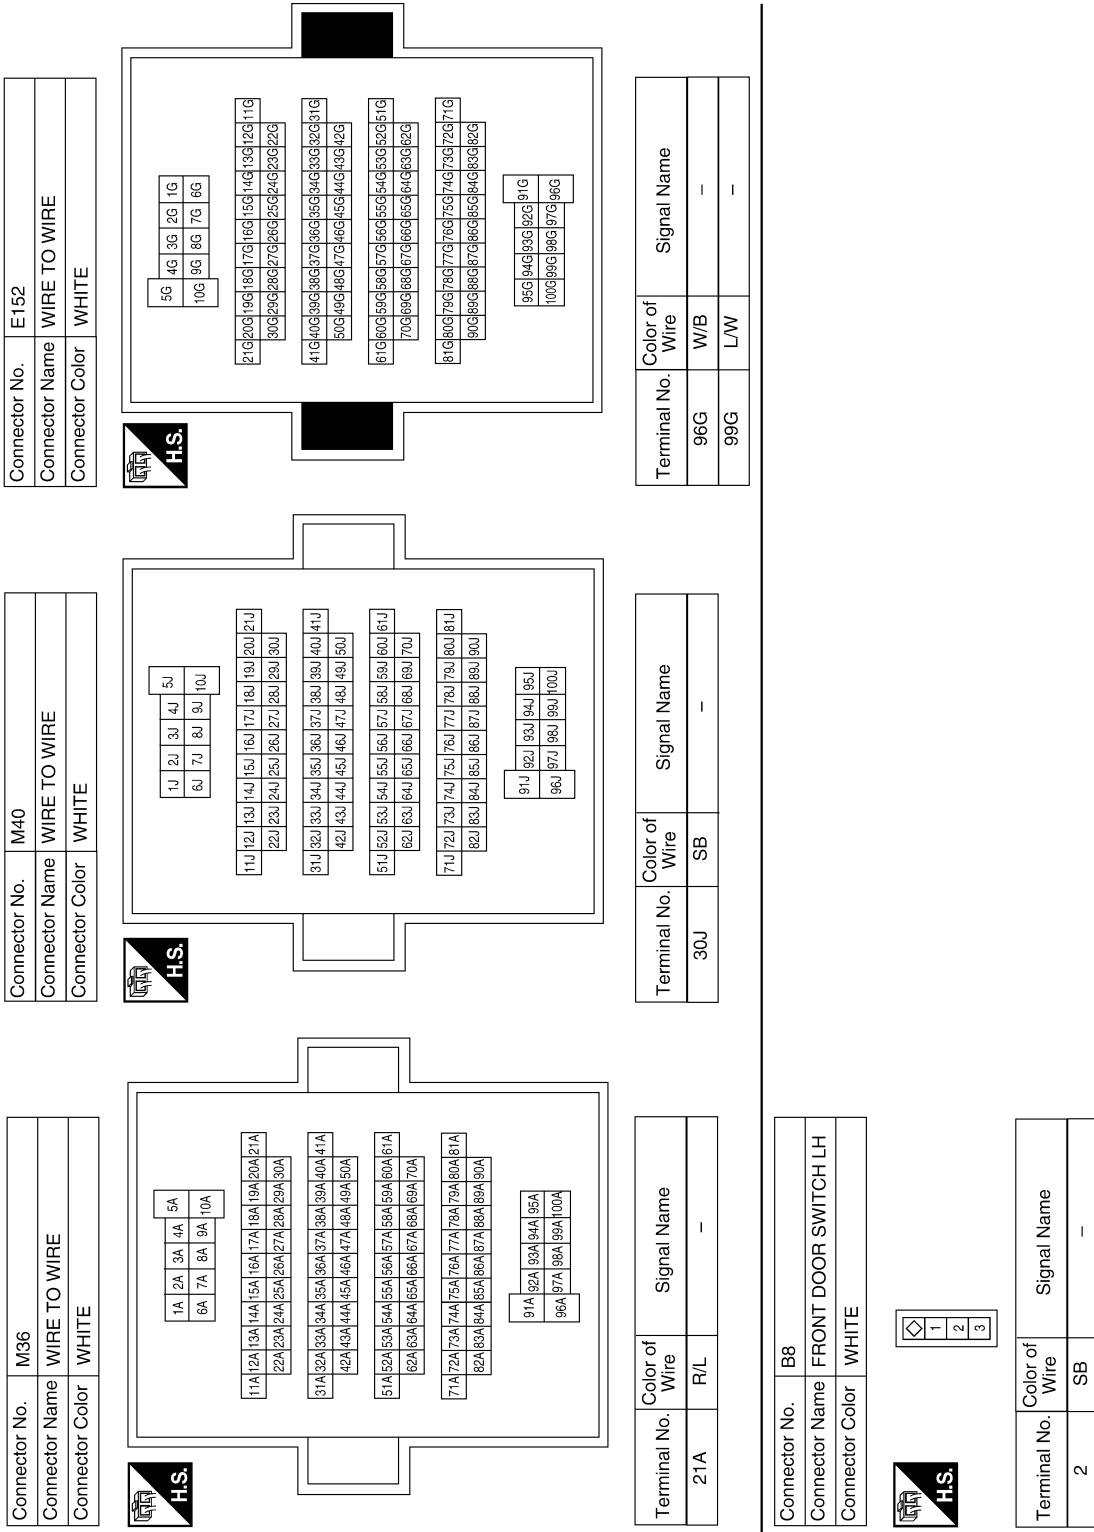 Connector No. M36
Connector Name WIRE TO WIRE
Connector Color WHITE
H.S.
1A 2A 3A 4A 5A
6A 7A 8A 9A 10A
11A 12A 13A 14A 15A 16A 17A 18A 19A 20A 21A
22A 23A 24A 25A 26A 27A 28A 29A 30A
31A 32A 33A 34A 35A 36A 37A 38A 39A 40A 41A
42A 43A 44A 45A 46A 47A 48A 49A 50A
51A 52A 53A 54A 55A 56A 57A 58A 59A 60A 61A
62A 63A 64A 65A 66A 67A 68A 69A 70A
71A 72A 73A 74A 75A 76A 77A 78A 79A 80A 81A
82A 83A 84A 85A 86A 87A 88A 89A 90A
91A 92A 93A 94A 95A
96A 97A 98A 99A 100A
Terminal No. Color of Wire Signal Name
21A R/L –
Connector No. M40
Connector Name WIRE TO WIRE
Connector Color WHITE
H.S.
1J 2J 3J 4J 5J
6J 7J 8J 9J 10J
11J 12J 13J 14J 15J 16J 17J 18J 19J 20J 21J
22J 23J 24J 25J 26J 27J 28J 29J 30J
31J 32J 33J 34J 35J 36J 37J 38J 39J 40J 41J
42J 43J 44J 45J 46J 47J 48J 49J 50J
51J 52J 53J 54J 55J 56J 57J 58J 59J 60J 61J
62J 63J 64J 65J 66J 67J 68J 69J 70J
71J 72J 73J 74J 75J 76J 77J 78J 79J 80J 81J
82J 83J 84J 85J 86J 87J 88J 89J 90J
91J 92J 93J 94J 95J
96J 97J 98J 99J 100J
Terminal No. Color of Wire Signal Name
30J SB –
Connector No. E152
Connector Name WIRE TO WIRE
Connector Color WHITE
H.S.
5G 4G 3G 2G 1G
10G 9G 8G 7G 6G
21G 20G 19G 18G 17G 16G 15G 14G 13G 12G 11G
30G 29G 28G 27G 26G 25G 24G 23G 22G
41G 40G 39G 38G 37G 36G 35G 34G 33G 32G 31G
50G 49G 48G 47G 46G 45G 44G 43G 42G
61G 60G 59G 58G 57G 56G 55G 54G 53G 52G 51G
70G 69G 68G 67G 66G 65G 64G 63G 62G
81G 80G 79G 78G 77G 76G 75G 74G 73G 72G 71G
90G 89G 88G 87G 86G 85G 84G 83G 82G
95G 94G 93G 92G 91G
100G 99G 98G 97G 96G
Terminal No. Color of Wire Signal Name
96G W/B –
99G L/W –
Connector No. B8
Connector Name FRONT DOOR SWITCH LH
Connector Color WHITE
H.S.
1 2 3
Terminal No. Color of Wire Signal Name
2 SB –